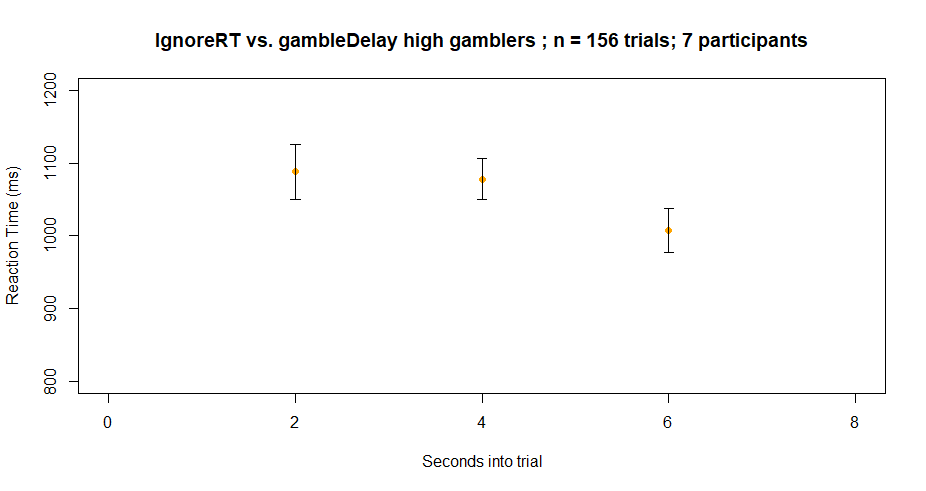 IgnoreRT vs. gambleDelay high gamblers ; n = 156 trials; 7 participants
Reaction Time (ms)
1200
1100
1000
900
800
0 2 4 6 8
Seconds into trial